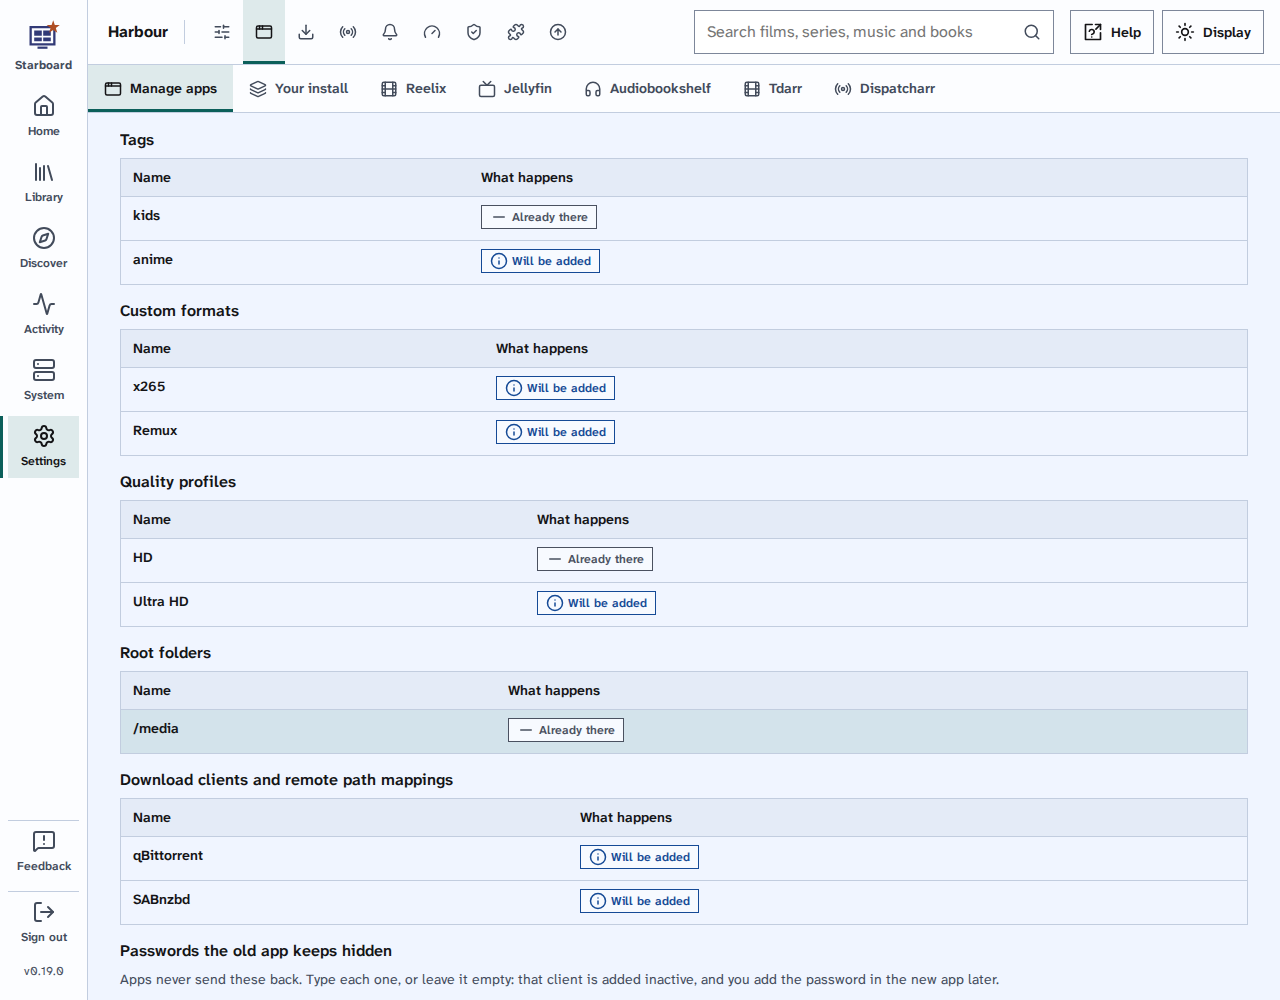 Starboard
Home
Library
Discover
Activity
System
Settings
Feedback
Sign out
v0.19.0
Harbour
Search films, series, music and books
Help
Display
Manage apps
Your install
Reelix
Jellyfin
Audiobookshelf
Tdarr
Dispatcharr
Tags
Name What happens
kids Already there
anime Will be added
Custom formats
Name What happens
x265 Will be added
Remux Will be added
Quality profiles
Name What happens
HD Already there
Ultra HD Will be added
Root folders
Name What happens
/media Already there
Download clients and remote path mappings
Name What happens
qBittorrent Will be added
SABnzbd Will be added
Passwords the old app keeps hidden
Apps never send these back. Type each one, or leave it empty: that client is added inactive, and you add the password in the new app later.